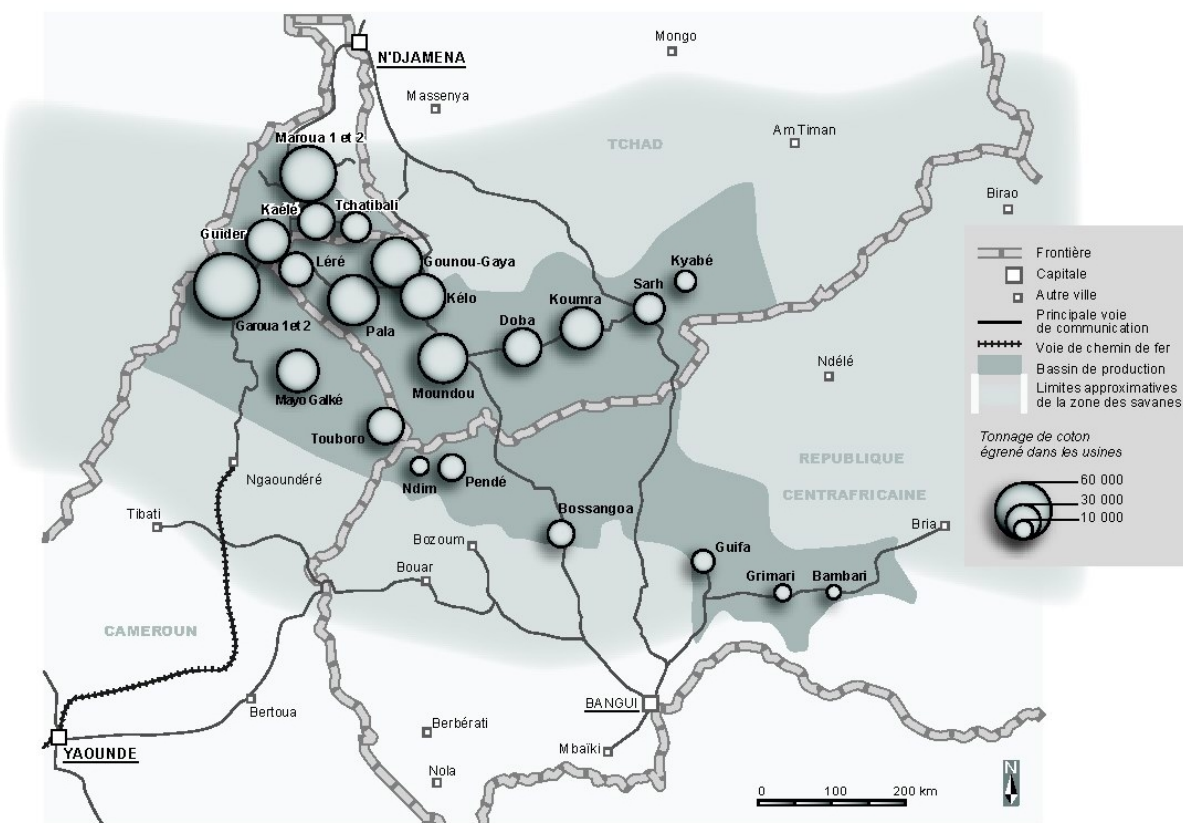 Mongo
N'DJAMENA
Massenya
Am Timan
Maroua 1 et 2
TCHAD
Birao
Kaélé
Tchatibali
Guider
Léré
Gounou-Gaya
Kyabé
Sarh
Kélo
Koumra
Garoua 1 et 2
Pala
Doba
Moundou
Ndélé
Mayo Galké
Touboro
Ndim
Pendé
REPUBLIQUE
CENTRAFRICAINE
Ngaoundéré
Tibati
Bossangoa
Bria
Bozoum
Guifa
Bouar
Grimari
Bambari
CAMEROUN
Bertoua
BANGUI
Berbérati
YAOUNDE
Mbaïki
Nola
Frontière
Capitale
Autre ville
Principale voie
de communication
Voie de chemin de fer
Bassin de production
Limites approximatives
de la zone des savanes
Tonnage de coton
égrené dans les usines
60 000
30 000
10 000
N
0 100 200 km